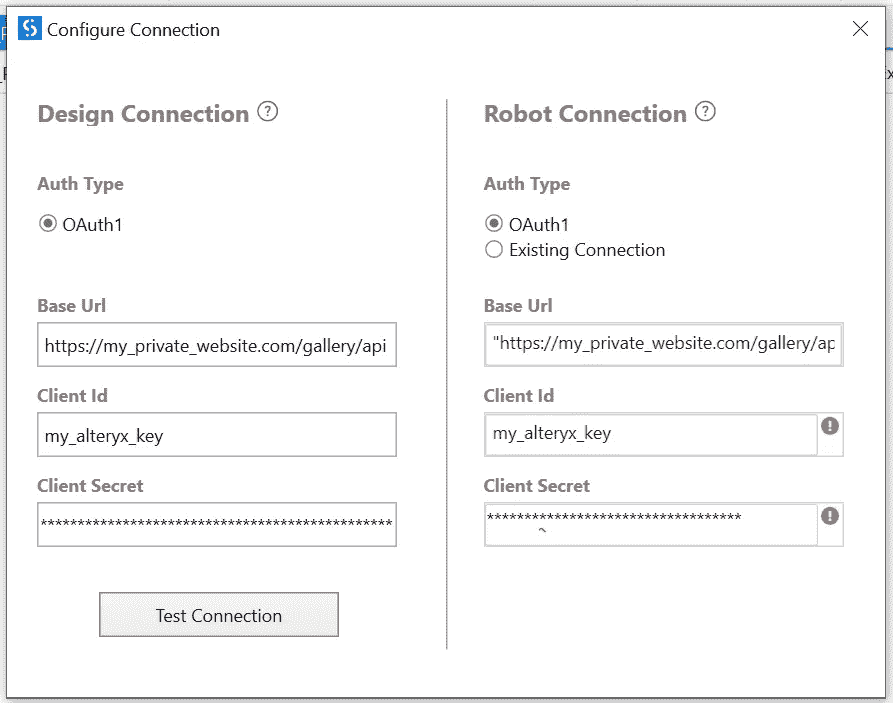 Configure Connection
Design Connection ?
Auth Type
OAuth1
Base Url
https://my_private_website.com/gallery/api
Client Id
my_alteryx_key
Client Secret
************************************************
Test Connection
Robot Connection ?
Auth Type
OAuth1
Existing Connection
Base Url
"https://my_private_website.com/gallery/ap
Client Id
my_alteryx_key
Client Secret
**********************************